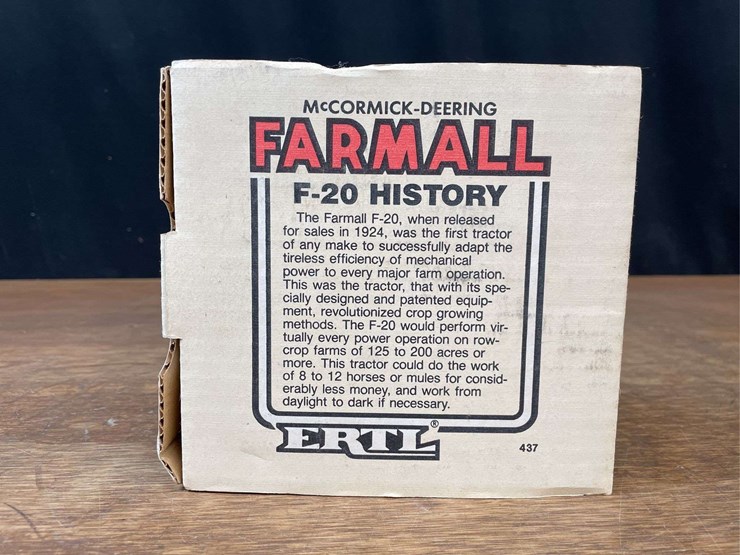 McCORMICK-DEERING
FARMALL
F-20 HISTORY
The Farmall F-20, when released
for sales in 1924, was the first tractor
of any make to successfully adapt the
tireless efficiency of mechanical
power to every major farm operation.
This was the tractor, that with its spe-
cially designed and patented equip-
ment, revolutionized crop growing
methods. The F-20 would perform vir-
tually every power operation on row-
crop farms of 125 to 200 acres or
more. This tractor could do the work
of 8 to 12 horses or mules for consid-
erably less money, and work from
daylight to dark if necessary.
ERTL®
437